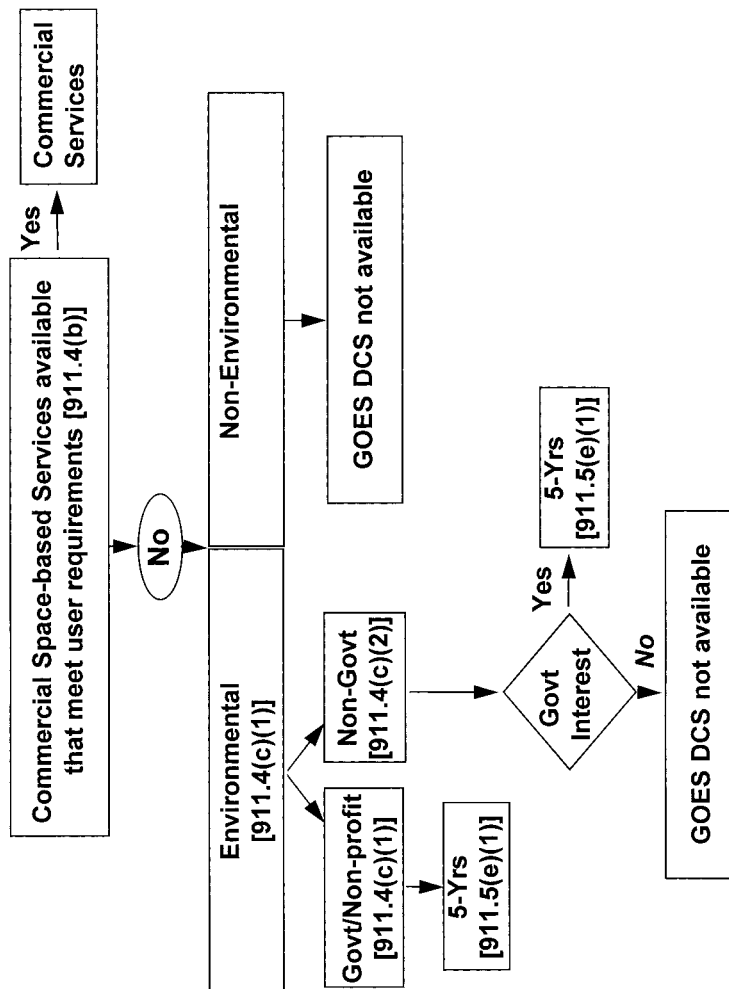 Commercial Space-based Services available
that meet user requirements [911.4(b)]
Yes
Commercial
Services
No
Environmental
[911.4(c)(1)]
Non-Environmental
Govt/Non-profit
[911.4(c)(1)]
Non-Govt
[911.4(c)(2)]
GOES DCS not available
5-Yrs
[911.5(e)(1)]
Govt
Interest
Yes
5-Yrs
[911.5(e)(1)]
No
GOES DCS not available